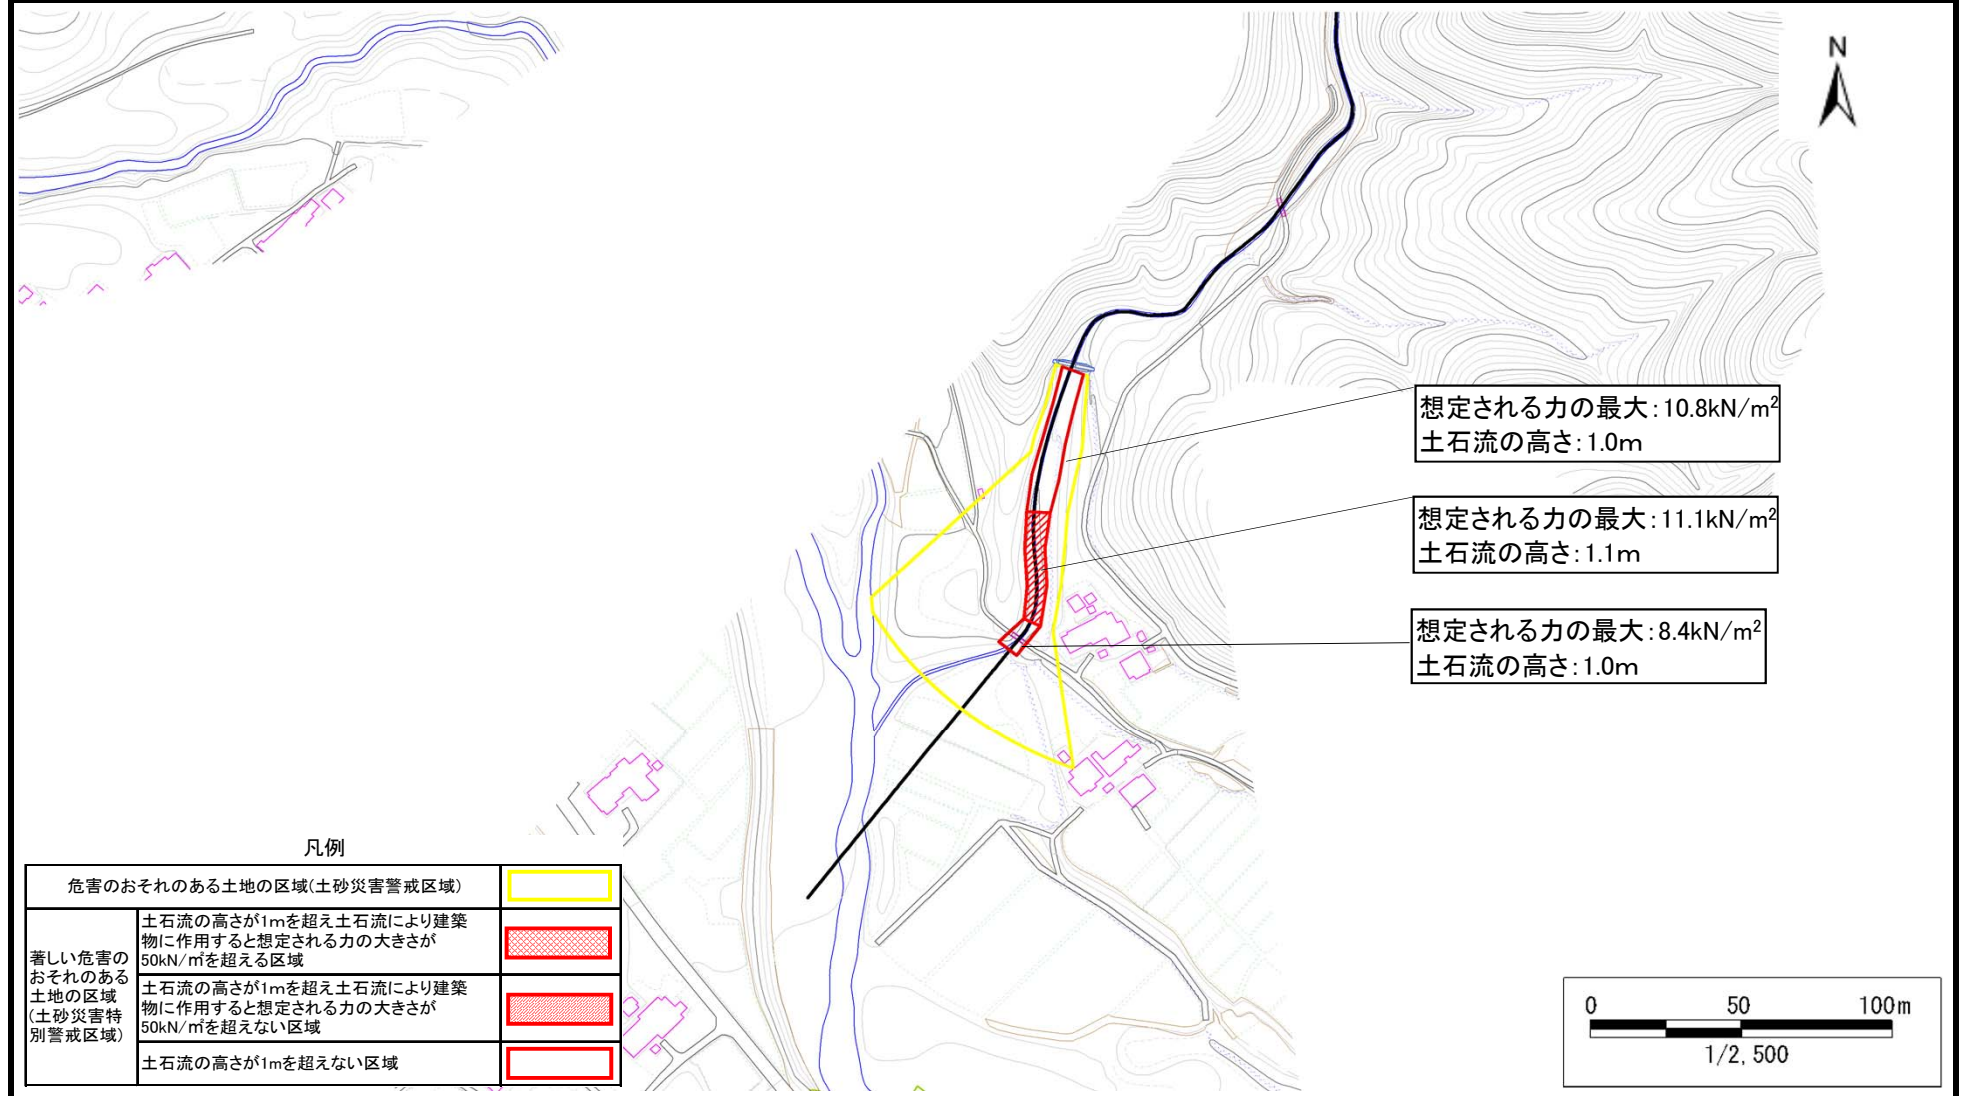 N
想定される力の最大:10.8kN/m²
土石流の高さ:1.0m
想定される力の最大:11.1kN/m²
土石流の高さ:1.1m
想定される力の最大:8.4kN/m²
土石流の高さ:1.0m
凡例
危害のおそれのある土地の区域(土砂災害警戒区域)
著しい危害の
おそれのある
土地の区域
(土砂災害特
別警戒区域)
土石流の高さが1mを超え土石流により建築
物に作用すると想定される力の大きさが
50kN/㎡を超える区域
土石流の高さが1mを超え土石流により建築
物に作用すると想定される力の大きさが
50kN/㎡を超えない区域
土石流の高さが1mを超えない区域
0 50 100m
1/2,500